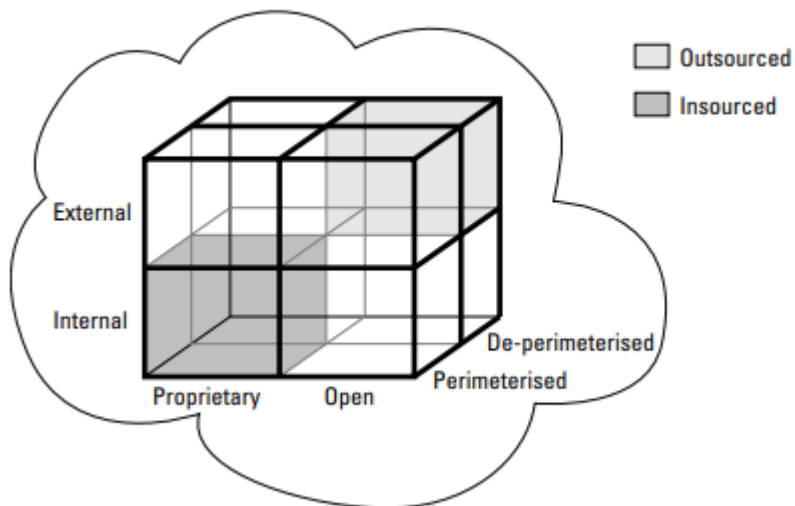 Outsourced
Insourced
External
Internal
De-perimeterised
Perimeterised
Proprietary
Open